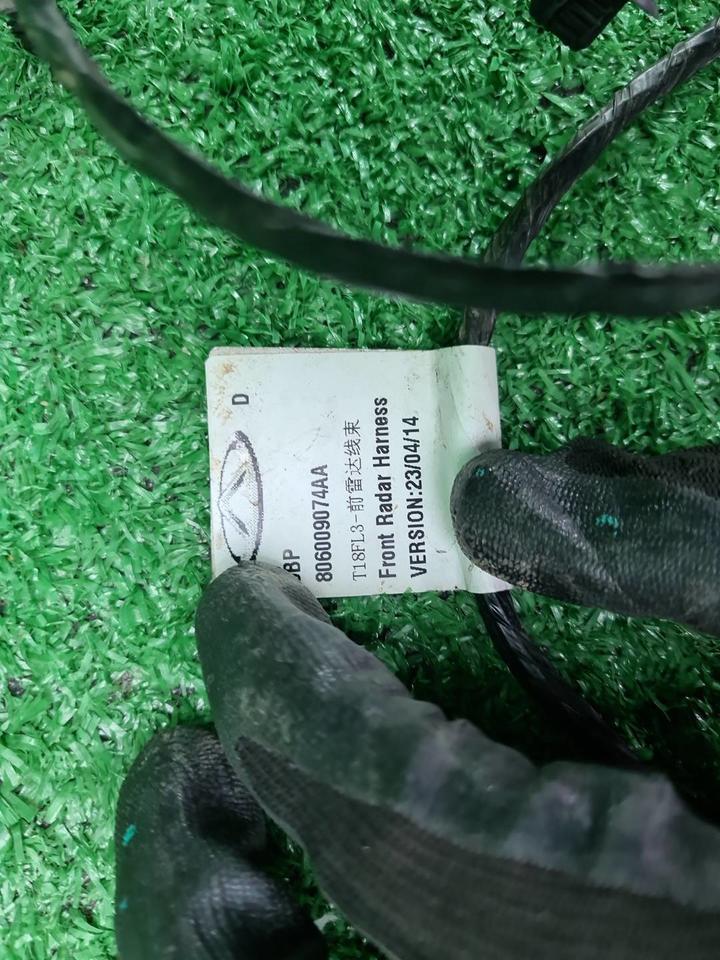 D
BP
806009074AA
T18FL3-前雷达线束
Front Radar Harness
VERSION:23/04/14